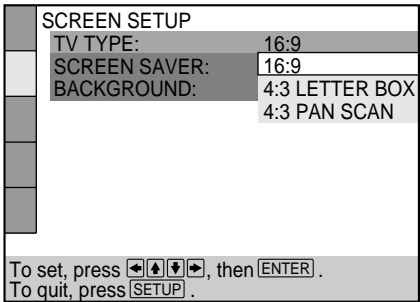 SCREEN SETUP
TV TYPE: 16:9
SCREEN SAVER: 16:9
BACKGROUND: 4:3 LETTER BOX
4:3 PAN SCAN
To set, press ←↑↓→, then ENTER.
To quit, press SETUP.